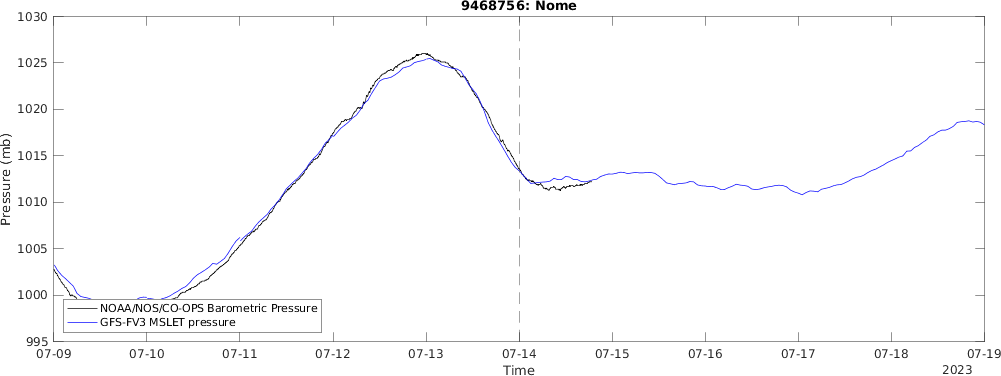 9468756: Nome
1030
1025
1020
1015
1010
1005
1000
995
Pressure (mb)
NOAA/NOS/CO-OPS Barometric Pressure
GFS-FV3 MSLET pressure
07-09 07-10 07-11 07-12 07-13 07-14 07-15 07-16 07-17 07-18 07-19
Time
2023